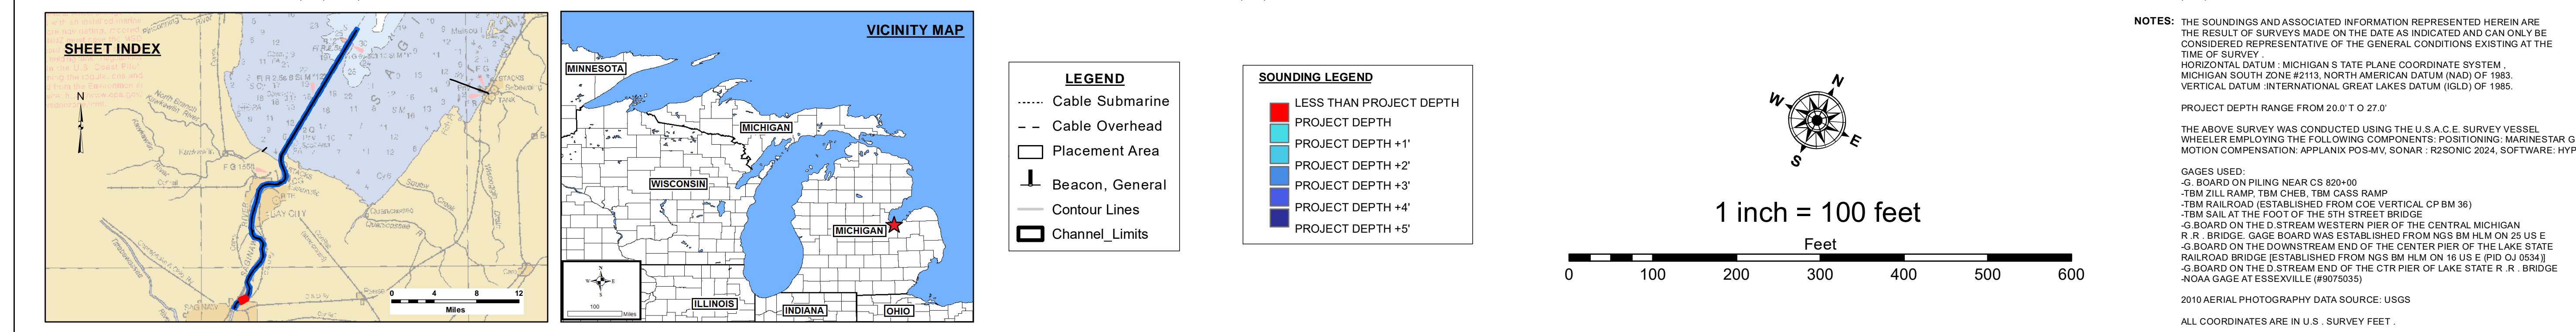 SHEET INDEX
N
BAY CITY
0 4 8 12
Miles
VICINITY MAP
MINNESOTA
MICHIGAN
WISCONSIN
MICHIGAN
ILLINOIS
INDIANA
OHIO
N
W E
S
100
Miles
LEGEND
Cable Submarine
Cable Overhead
Placement Area
Beacon, General
Contour Lines
Channel_Limits
SOUNDING LEGEND
LESS THAN PROJECT DEPTH
PROJECT DEPTH
PROJECT DEPTH +1'
PROJECT DEPTH +2'
PROJECT DEPTH +3'
PROJECT DEPTH +4'
PROJECT DEPTH +5'
N
W
E
S
1 inch = 100 feet
Feet
0 100 200 300 400 500 600
NOTES: THE SOUNDINGS AND ASSOCIATED INFORMATION REPRESENTED HEREIN ARE
THE RESULT OF SURVEYS MADE ON THE DATE AS INDICATED AND CAN ONLY BE
CONSIDERED REPRESENTATIVE OF THE GENERAL CONDITIONS EXISTING AT THE
TIME OF SURVEY .
HORIZONTAL DATUM : MICHIGAN S TATE PLANE COORDINATE SYSTEM ,
MICHIGAN SOUTH ZONE #2113, NORTH AMERICAN DATUM (NAD) OF 1983.
VERTICAL DATUM :INTERNATIONAL GREAT LAKES DATUM (IGLD) OF 1985.
PROJECT DEPTH RANGE FROM 20.0' T O 27.0'
THE ABOVE SURVEY WAS CONDUCTED USING THE U.S.A.C.E. SURVEY VESSEL
WHEELER EMPLOYING THE FOLLOWING COMPONENTS: POSITIONING: MARINESTAR G
MOTION COMPENSATION: APPLANIX POS-MV, SONAR : R2SONIC 2024, SOFTWARE: HYP
GAGES USED:
-G. BOARD ON PILING NEAR CS 820+00
-TBM ZILL RAMP, TBM CHEB, TBM CASS RAMP
-TBM RAILROAD (ESTABLISHED FROM COE VERTICAL CP BM 36)
-TBM SAIL AT THE FOOT OF THE 5TH STREET BRIDGE
-G.BOARD ON THE D.STREAM WESTERN PIER OF THE CENTRAL MICHIGAN
R .R . BRIDGE. GAGE BOARD WAS ESTABLISHED FROM NGS BM HLM ON 25 US E
-G.BOARD ON THE DOWNSTREAM END OF THE CENTER PIER OF THE LAKE STATE
RAILROAD BRIDGE [ESTABLISHED FROM NGS BM HLM ON 16 US E (PID OJ 0534)]
-G.BOARD ON THE D.STREAM END OF THE CTR PIER OF LAKE STATE R .R . BRIDGE
-NOAA GAGE AT ESSEXVILLE (#9075035)
2010 AERIAL PHOTOGRAPHY DATA SOURCE: USGS
ALL COORDINATES ARE IN U.S . SURVEY FEET .